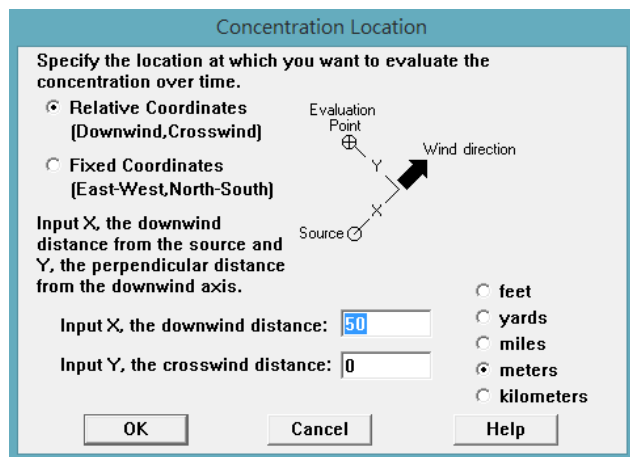 Concentration Location
Specify the location at which you want to evaluate the
concentration over time.
Relative Coordinates
(Downwind,Crosswind)
Fixed Coordinates
(East-West,North-South)
Evaluation
Point
Y
Wind direction
X
Source
Input X, the downwind
distance from the source and
Y, the perpendicular distance
from the downwind axis.
Input X, the downwind distance: 50
Input Y, the crosswind distance: 0
feet
yards
miles
meters
kilometers
OK Cancel Help